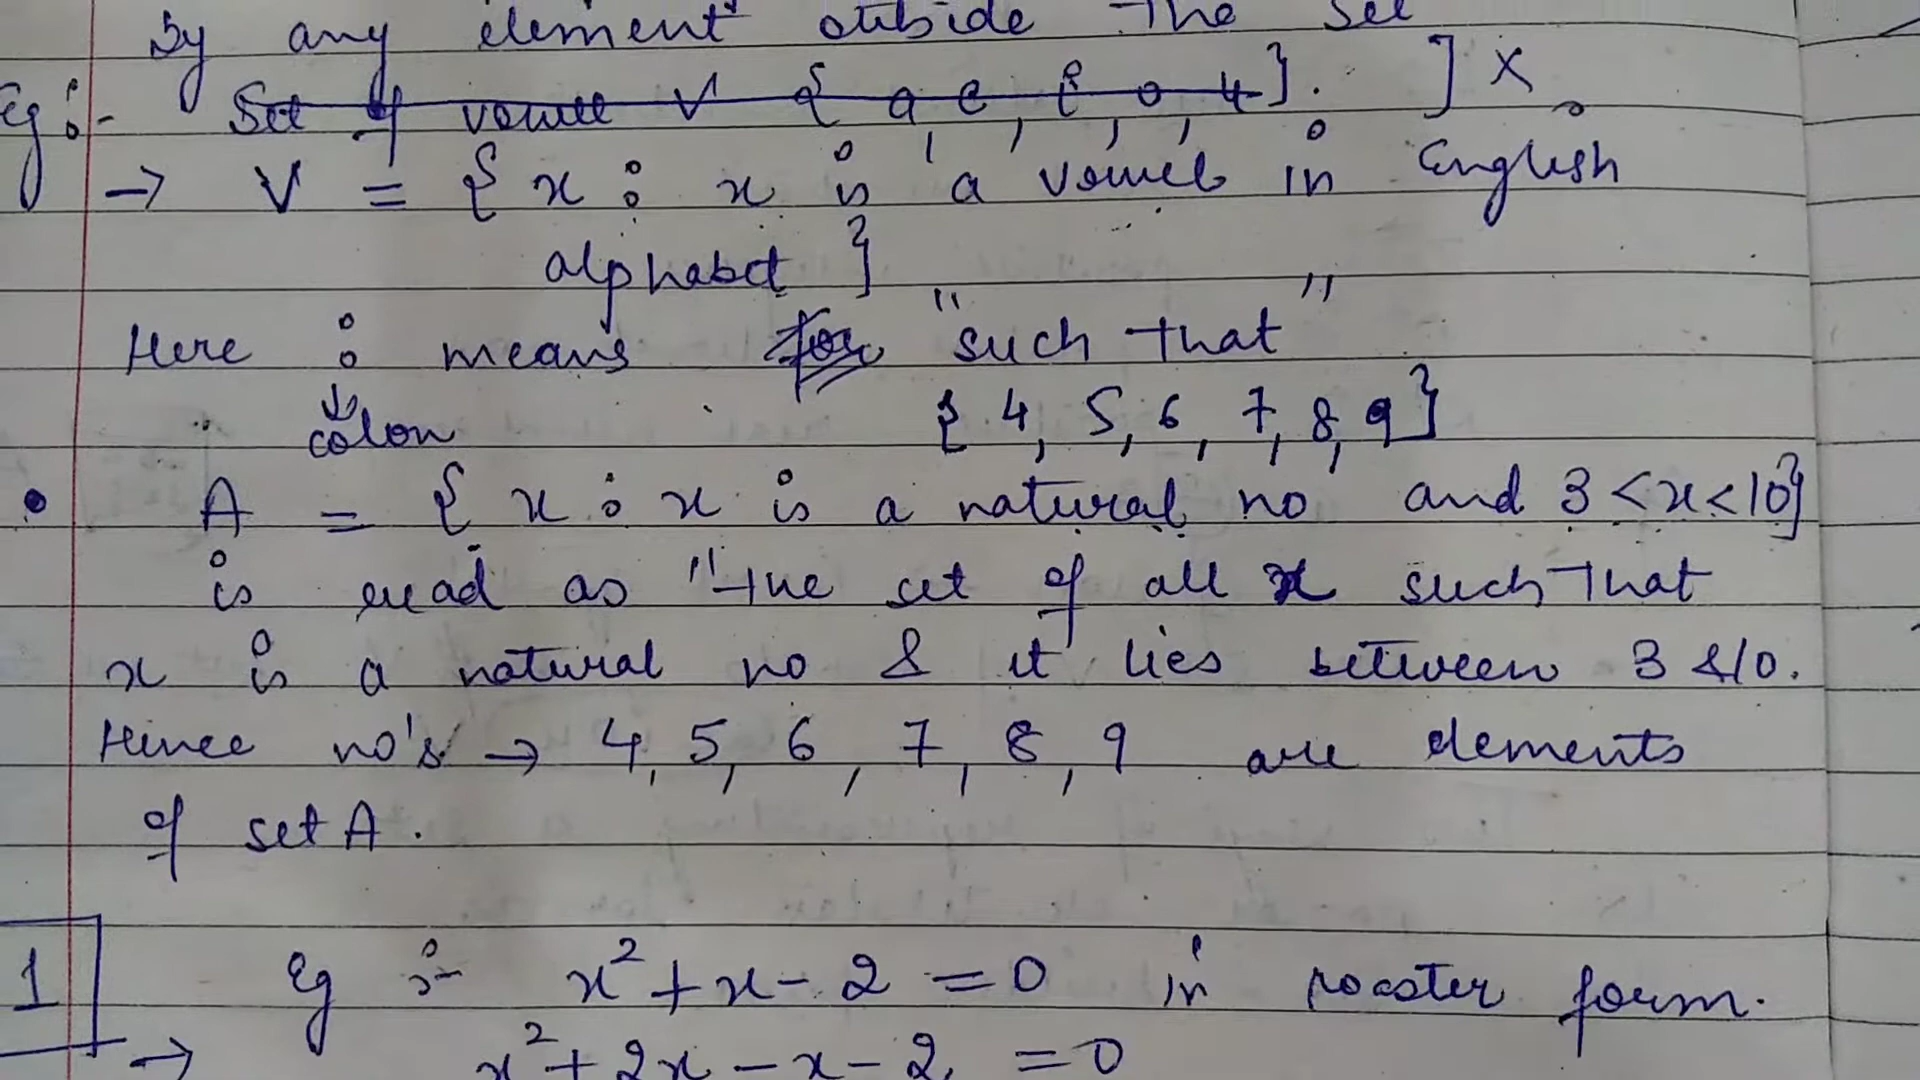 by any element outside the set
Eg :- Set of vowel V { a, e, i, o, u }. ] X
→ V = { x : x is a vowel in English
alphabet }
Here : means for "such that"
colon { 4, 5, 6, 7, 8, 9 }
• A = { x : x is a natural no and 3 < x < 10}
is read as "the set of all x such that
x is a natural no & it lies between 3 & 10.
Hence no's → 4, 5, 6, 7, 8, 9 are elements
of set A.
1 Eg :- x² + x - 2 = 0 in roaster form.
→ x² + 2x - x - 2 = 0